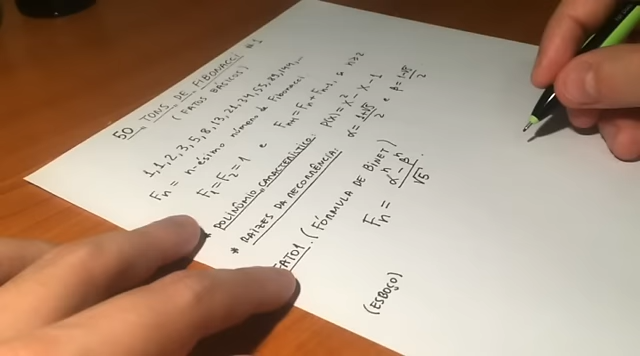 50 TONS DE FIBONACCI #1
(FATOS BÁSICOS)
1,1,2,3,5,8,13,21,34,55,89,144,...
Fn = n-ésimo número de Fibonacci
F1 = F2 = 1 e Fn+1 = Fn + Fn-1, n≥2
* POLINÔMIO CARACTERÍSTICO: P(x) = x² - x - 1
* RAÍZES DA RECORRÊNCIA: α = (1+√5)/2 e β = (1-√5)/2
FATO 1. (FÓRMULA DE BINET)
Fn = (αⁿ - βⁿ)/√5.
(ESBOÇO)